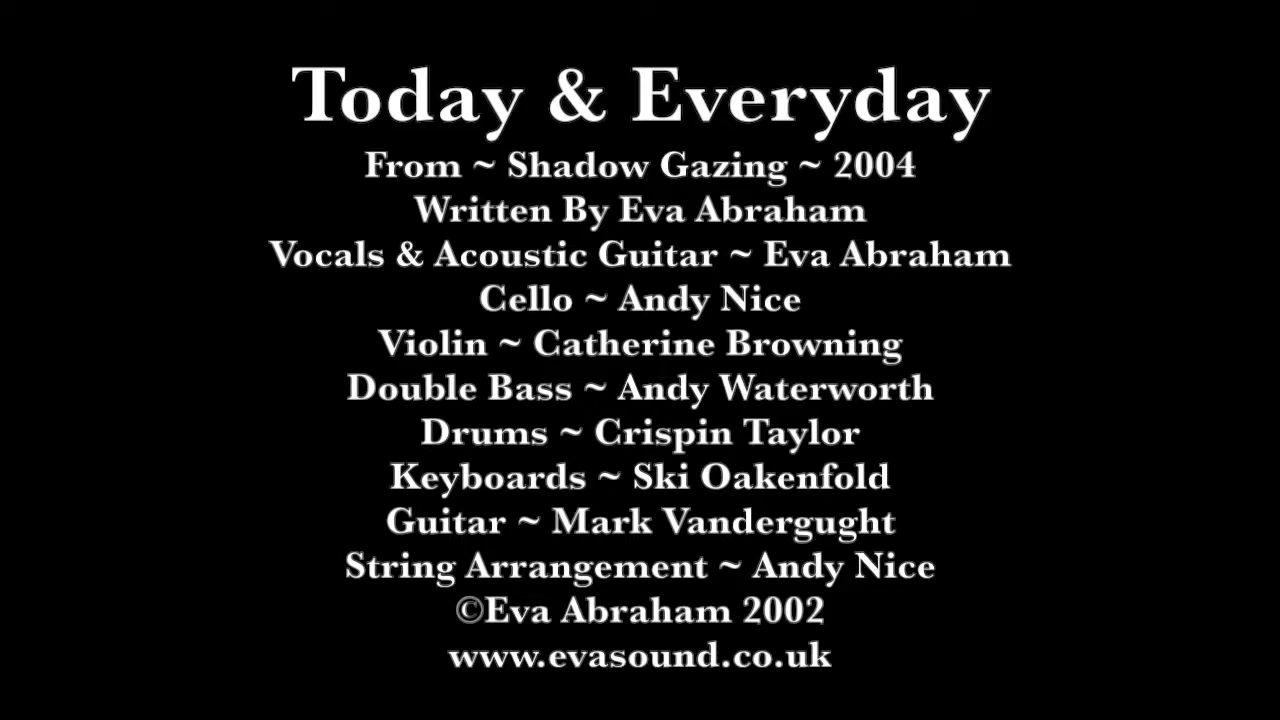 Today & Everyday
From ~ Shadow Gazing ~ 2004
Written By Eva Abraham
Vocals & Acoustic Guitar ~ Eva Abraham
Cello ~ Andy Nice
Violin ~ Catherine Browning
Double Bass ~ Andy Waterworth
Drums ~ Crispin Taylor
Keyboards ~ Ski Oakenfold
Guitar ~ Mark Vandergught
String Arrangement ~ Andy Nice
©Eva Abraham 2002
www.evasound.co.uk